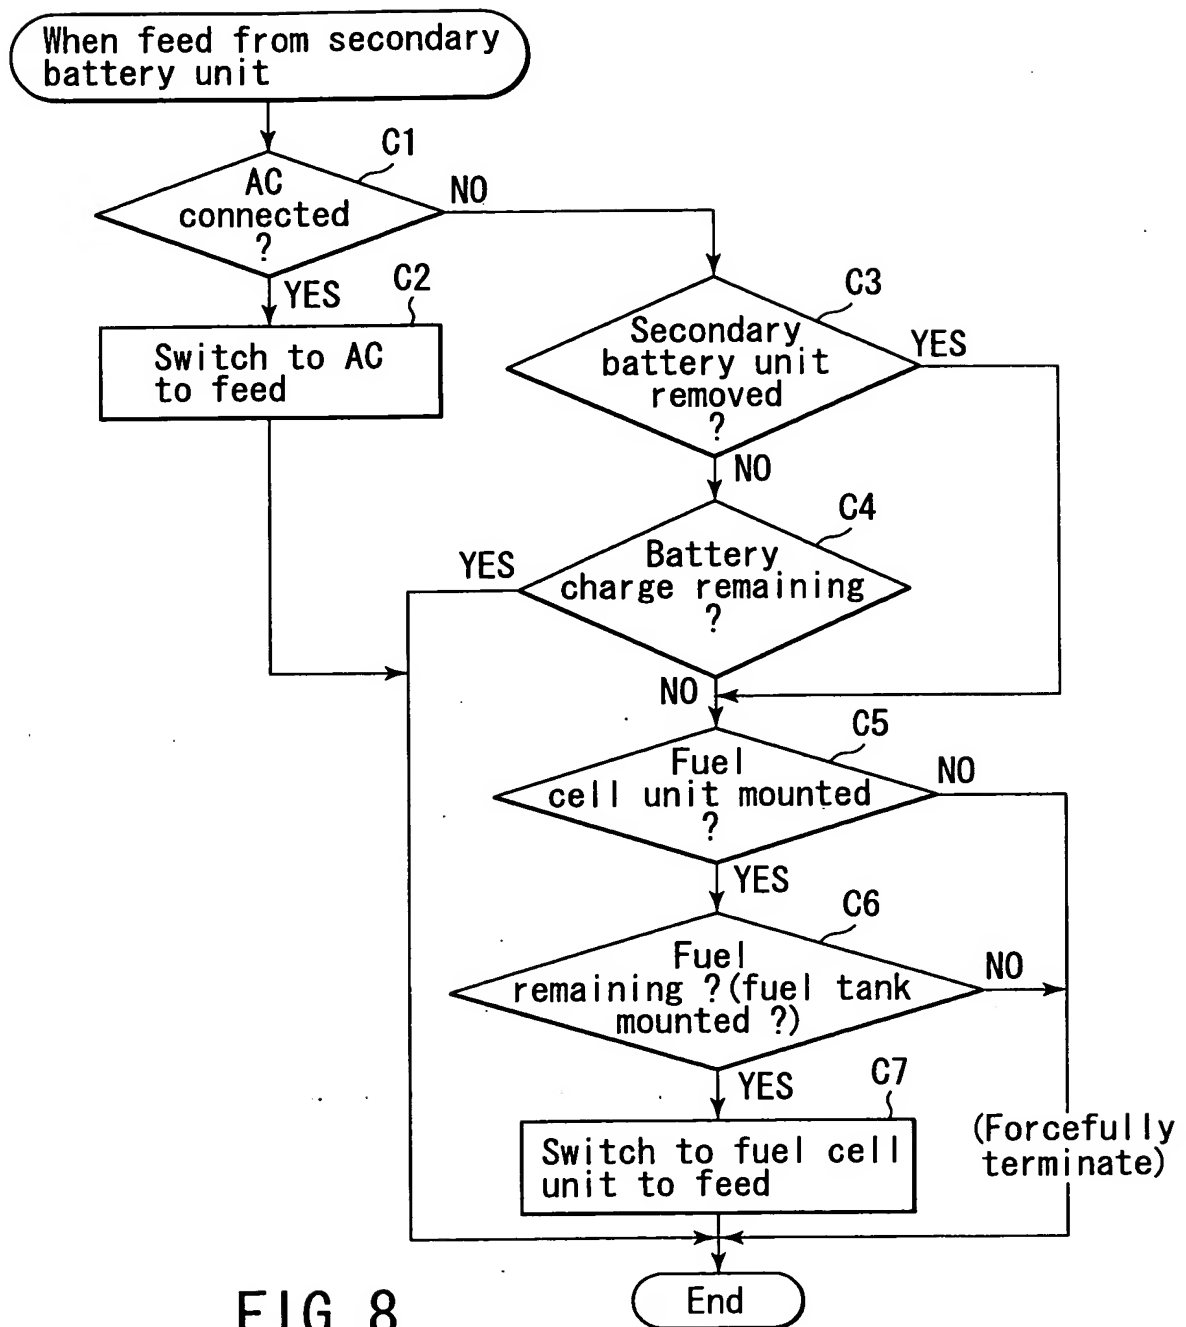 When feed from secondary
battery unit
C1
AC
connected
?
NO
YES
C2
Switch to AC
to feed
C3
Secondary
battery unit
removed
?
YES
NO
C4
Battery
charge remaining
?
YES
NO
C5
Fuel
cell unit mounted
?
NO
YES
C6
Fuel
remaining ?(fuel tank
mounted ?)
NO
YES
C7
Switch to fuel cell
unit to feed
(Forcefully
terminate)
End
FIG. 8